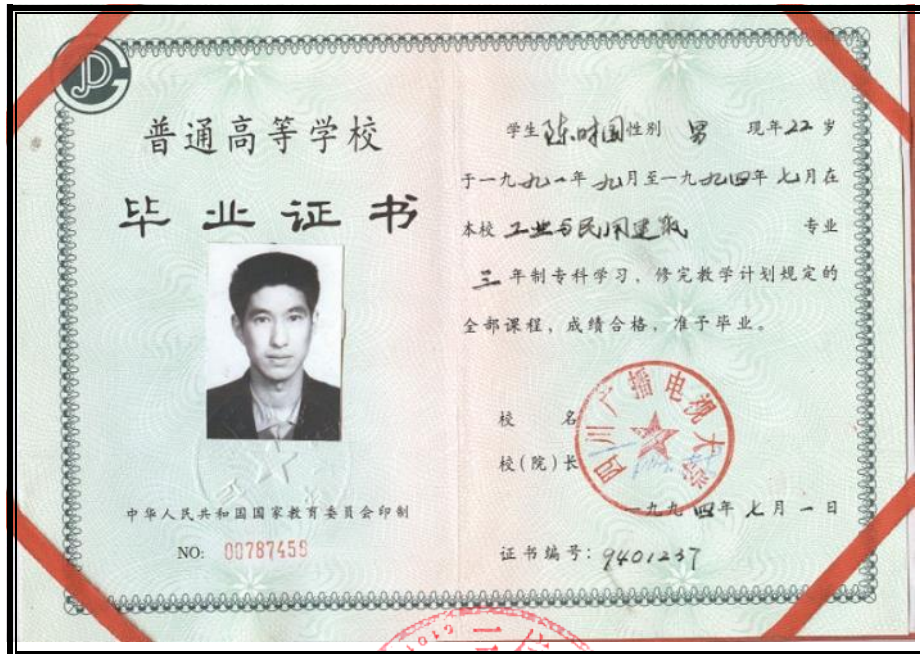 普通高等学校
毕业证书
中华人民共和国国家教育委员会印制
NO: 00787458
学生 陈时国 性别 男 现年22岁
于一九九一年九月至一九九四年七月在
本校 工业与民用建筑 专业
三年制专科学习，修完教学计划规定的
全部课程，成绩合格，准予毕业。
校 名
校(院)长
四川广播电视大学
一九九四年七月一日
证书编号：9401237